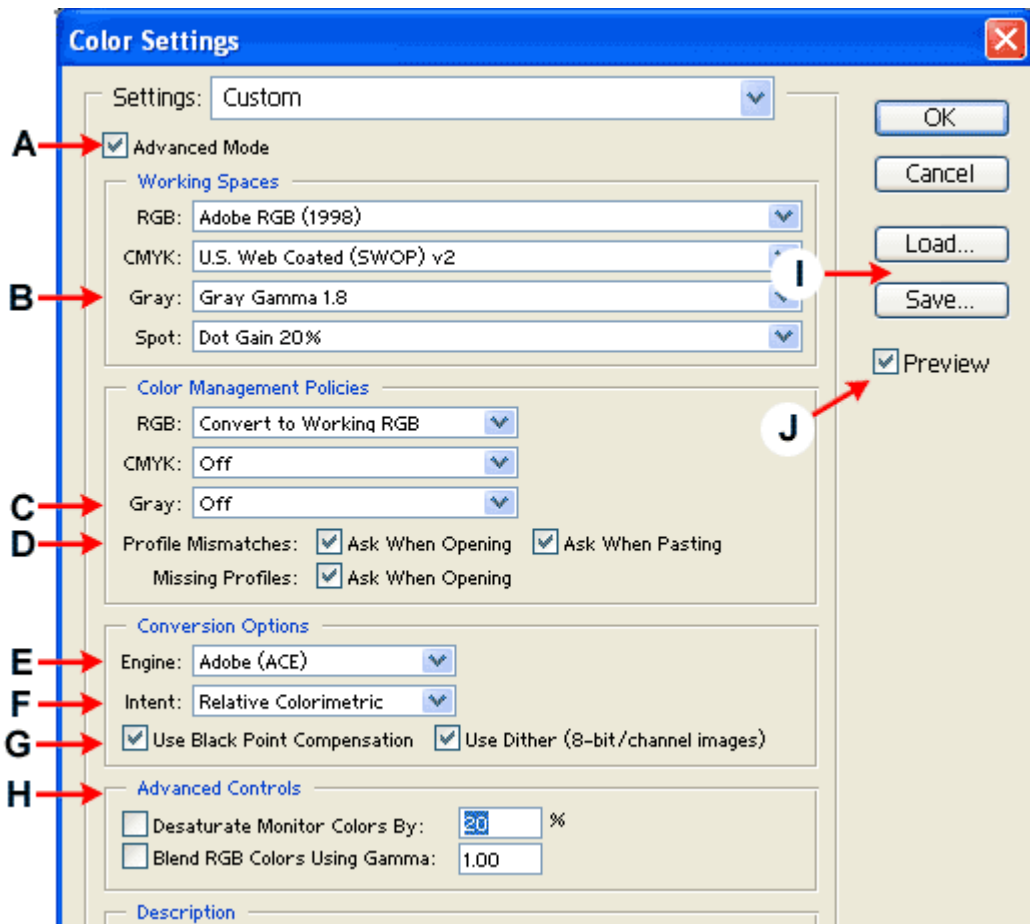 Color Settings
Settings: Custom
OK
A Advanced Mode
Cancel
Working Spaces
RGB: Adobe RGB (1998)
CMYK: U.S. Web Coated (SWOP) v2
Load...
I
B Gray: Gray Gamma 1.8
Save...
Spot: Dot Gain 20%
Preview
J
Color Management Policies
RGB: Convert to Working RGB
CMYK: Off
C Gray: Off
D Profile Mismatches: Ask When Opening Ask When Pasting
Missing Profiles: Ask When Opening
Conversion Options
E Engine: Adobe (ACE)
F Intent: Relative Colorimetric
G Use Black Point Compensation Use Dither (8-bit/channel images)
H Advanced Controls
Desaturate Monitor Colors By: 20 %
Blend RGB Colors Using Gamma: 1.00
Description